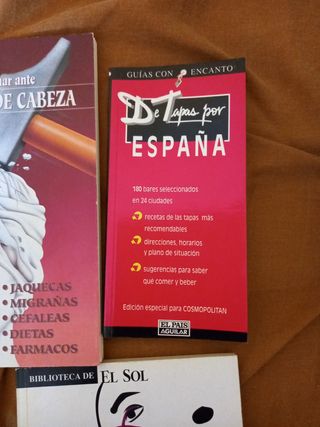 nar ante
DE CABEZA
• JAQUECAS
• MIGRAÑAS
• CEFALEAS
• DIETAS
• FARMACOS
GUÍAS CON ENCANTO
De Tapas por
ESPAÑA
180 bares seleccionados
en 24 ciudades
recetas de las tapas más
recomendables
direcciones, horarios
y plano de situación
sugerencias para saber
qué comer y beber
Edición especial para COSMOPOLITAN
EL PAIS
AGUILAR
BIBLIOTECA DE EL SOL